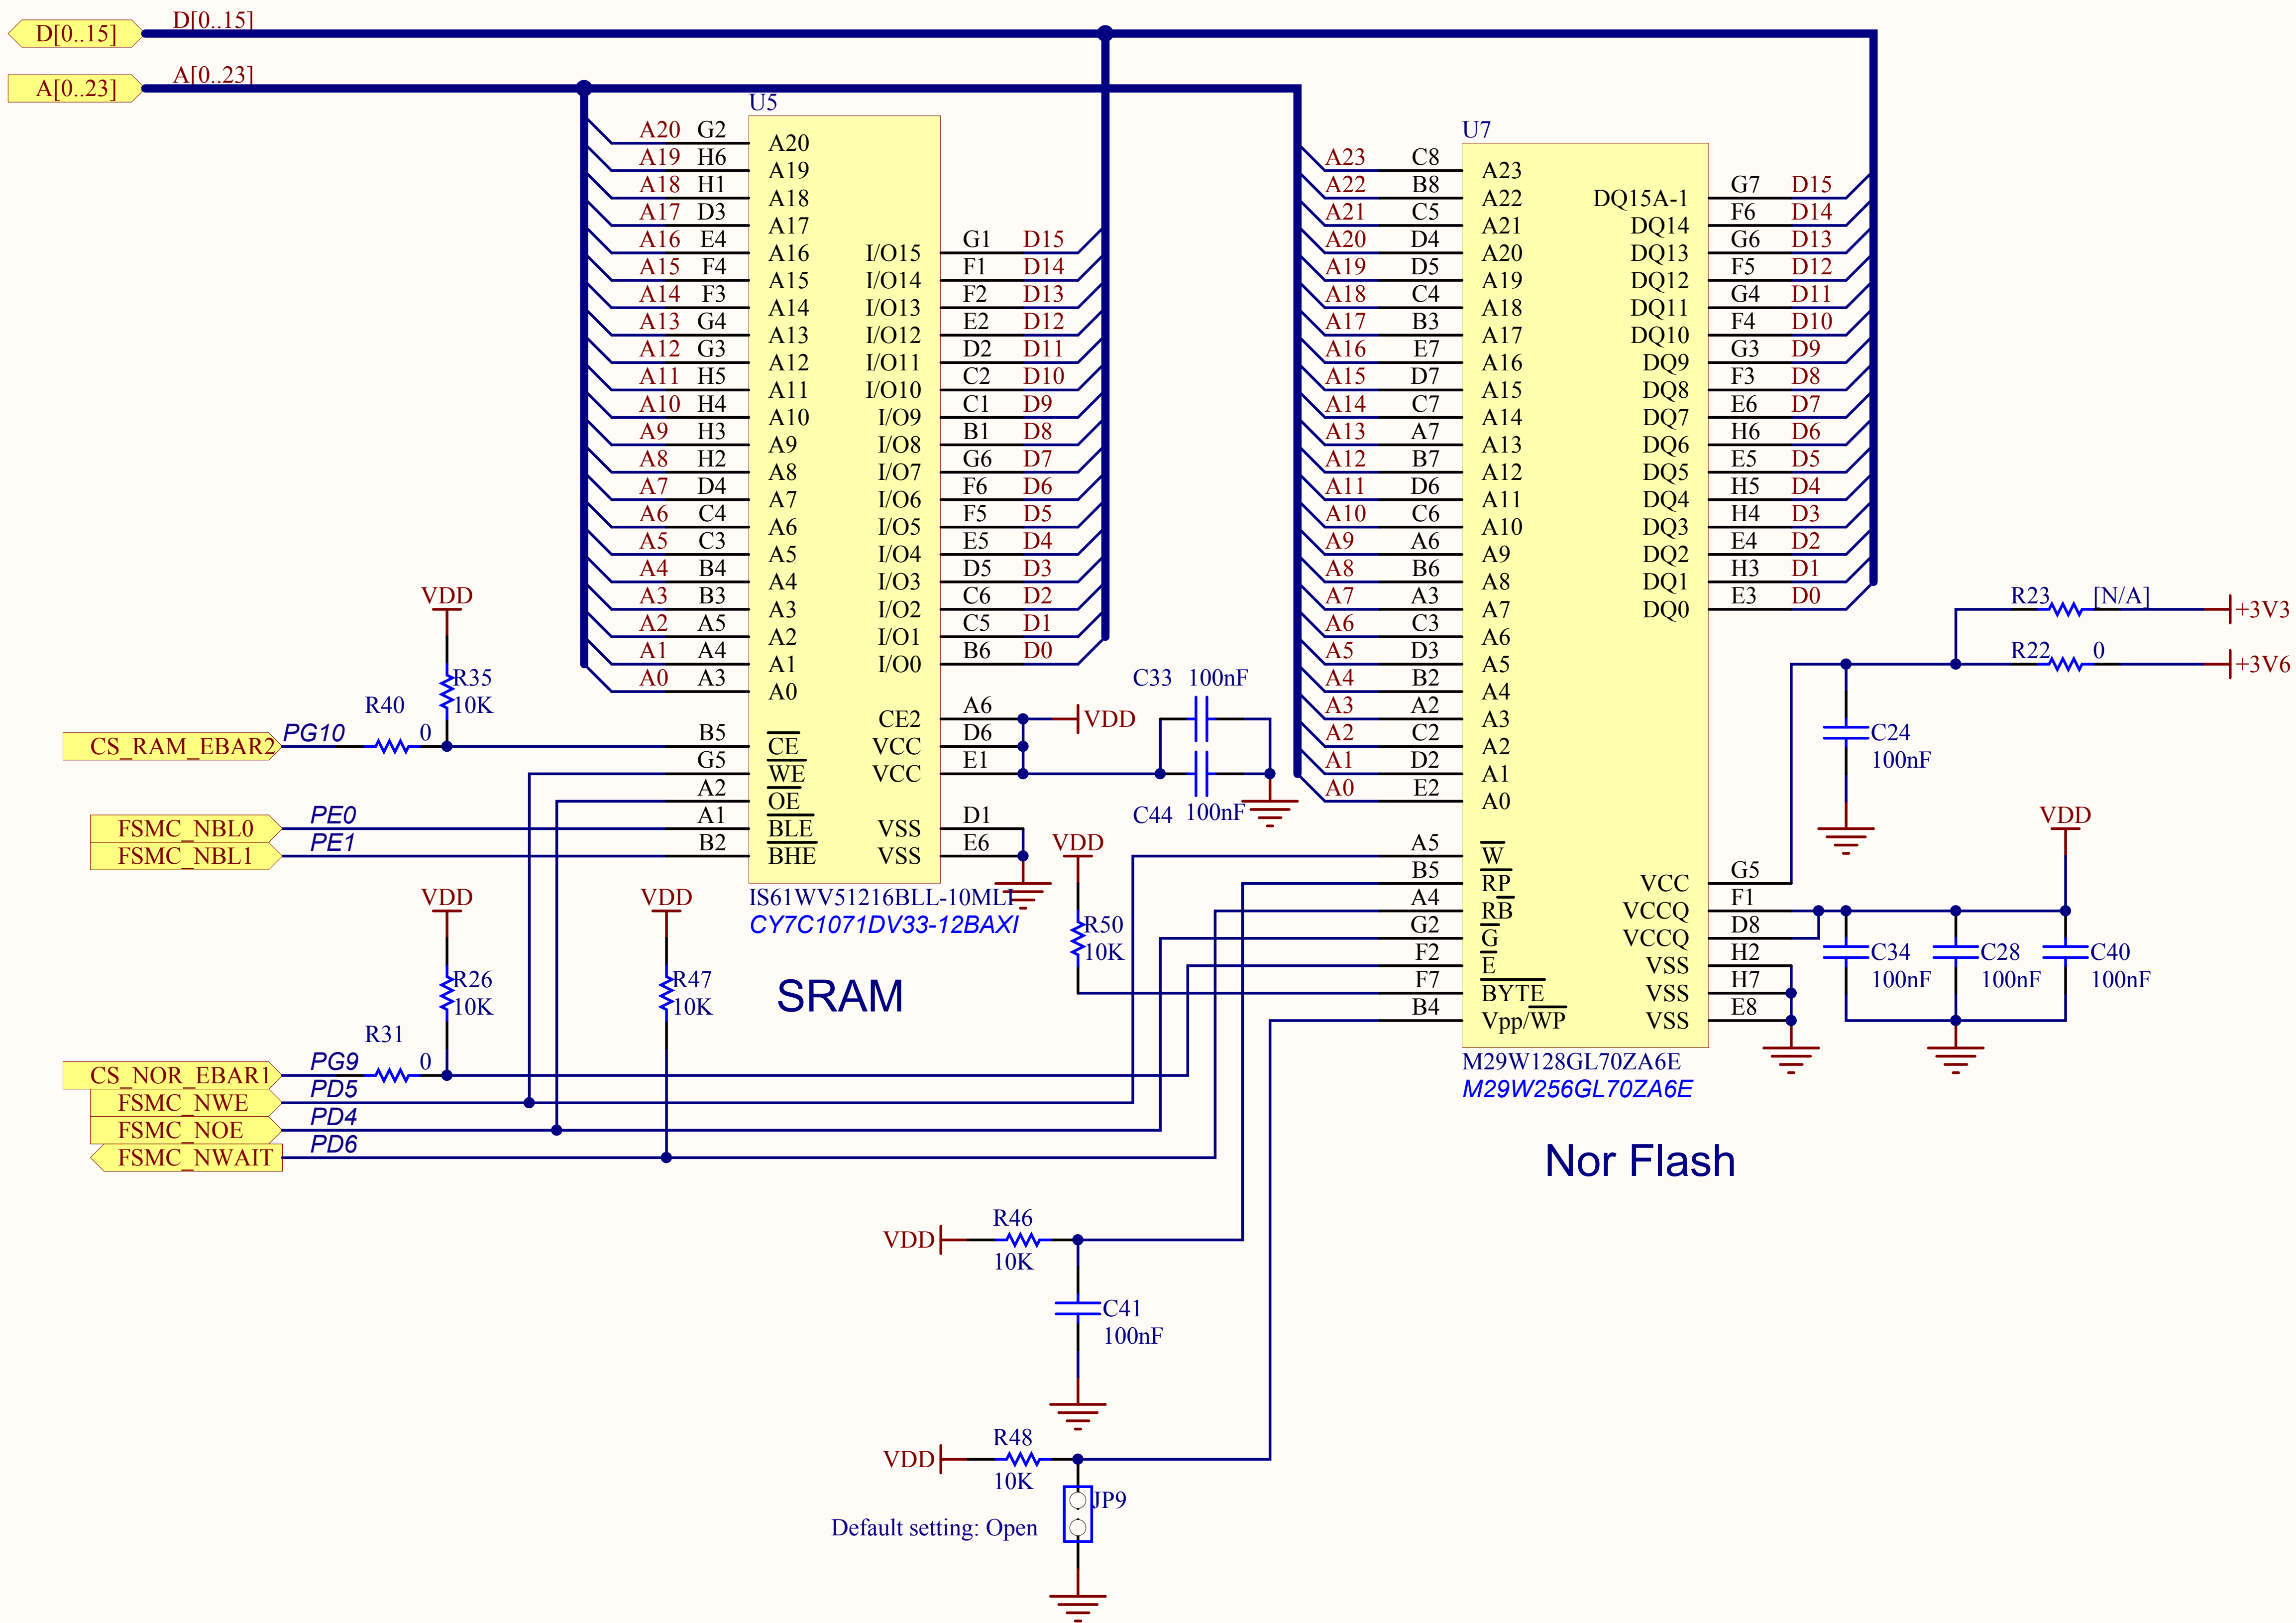 D[0..15] D[0..15]
A[0..23] A[0..23]
U5
A20 G2 A20
A19 H6 A19
A18 H1 A18
A17 D3 A17
A16 E4 A16
A15 F4 A15
A14 F3 A14
A13 G4 A13
A12 G3 A12
A11 H5 A11
A10 H4 A10
A9 H3 A9
A8 H2 A8
A7 D4 A7
A6 C4 A6
A5 C3 A5
A4 B4 A4
A3 B3 A3
A2 A5 A2
A1 A4 A1
A0 A3 A0
I/O15 G1 D15
I/O14 F1 D14
I/O13 F2 D13
I/O12 E2 D12
I/O11 D2 D11
I/O10 C2 D10
I/O9 C1 D9
I/O8 B1 D8
I/O7 G6 D7
I/O6 F6 D6
I/O5 F5 D5
I/O4 E5 D4
I/O3 D5 D3
I/O2 C6 D2
I/O1 C5 D1
I/O0 B6 D0
CE2 A6 VDD
VCC D6
VCC E1
VSS D1
VSS E6
B5 CE
G5 WE
A2 OE
A1 BLE
B2 BHE
IS61WV51216BLL-10MLI
CY7C1071DV33-12BAXI
SRAM
C33 100nF
C44 100nF
VDD
R35
10K
R40 0
CS_RAM_EBAR2 PG10
FSMC_NBL0 PE0
FSMC_NBL1 PE1
VDD
R26
10K
VDD
R47
10K
R31 0
CS_NOR_EBAR1 PG9
FSMC_NWE PD5
FSMC_NOE PD4
FSMC_NWAIT PD6
VDD
R50
10K
U7
A23 C8 A23
A22 B8 A22
A21 C5 A21
A20 D4 A20
A19 D5 A19
A18 C4 A18
A17 B3 A17
A16 E7 A16
A15 D7 A15
A14 C7 A14
A13 A7 A13
A12 B7 A12
A11 D6 A11
A10 C6 A10
A9 A6 A9
A8 B6 A8
A7 A3 A7
A6 C3 A6
A5 D3 A5
A4 B2 A4
A3 A2 A3
A2 C2 A2
A1 D2 A1
A0 E2 A0
A5 W
B5 RP
A4 RB
G2 G
F2 E
F7 BYTE
B4 Vpp/WP
DQ15A-1 G7 D15
DQ14 F6 D14
DQ13 G6 D13
DQ12 F5 D12
DQ11 G4 D11
DQ10 F4 D10
DQ9 G3 D9
DQ8 F3 D8
DQ7 E6 D7
DQ6 H6 D6
DQ5 E5 D5
DQ4 H5 D4
DQ3 H4 D3
DQ2 E4 D2
DQ1 H3 D1
DQ0 E3 D0
VCC G5
VCCQ F1
VCCQ D8
VSS H2
VSS H7
VSS E8
M29W128GL70ZA6E
M29W256GL70ZA6E
Nor Flash
R23 [N/A] +3V3
R22 0 +3V6
C24
100nF
VDD
C34
100nF
C28
100nF
C40
100nF
VDD R46
10K
C41
100nF
VDD R48
10K
JP9
Default setting: Open